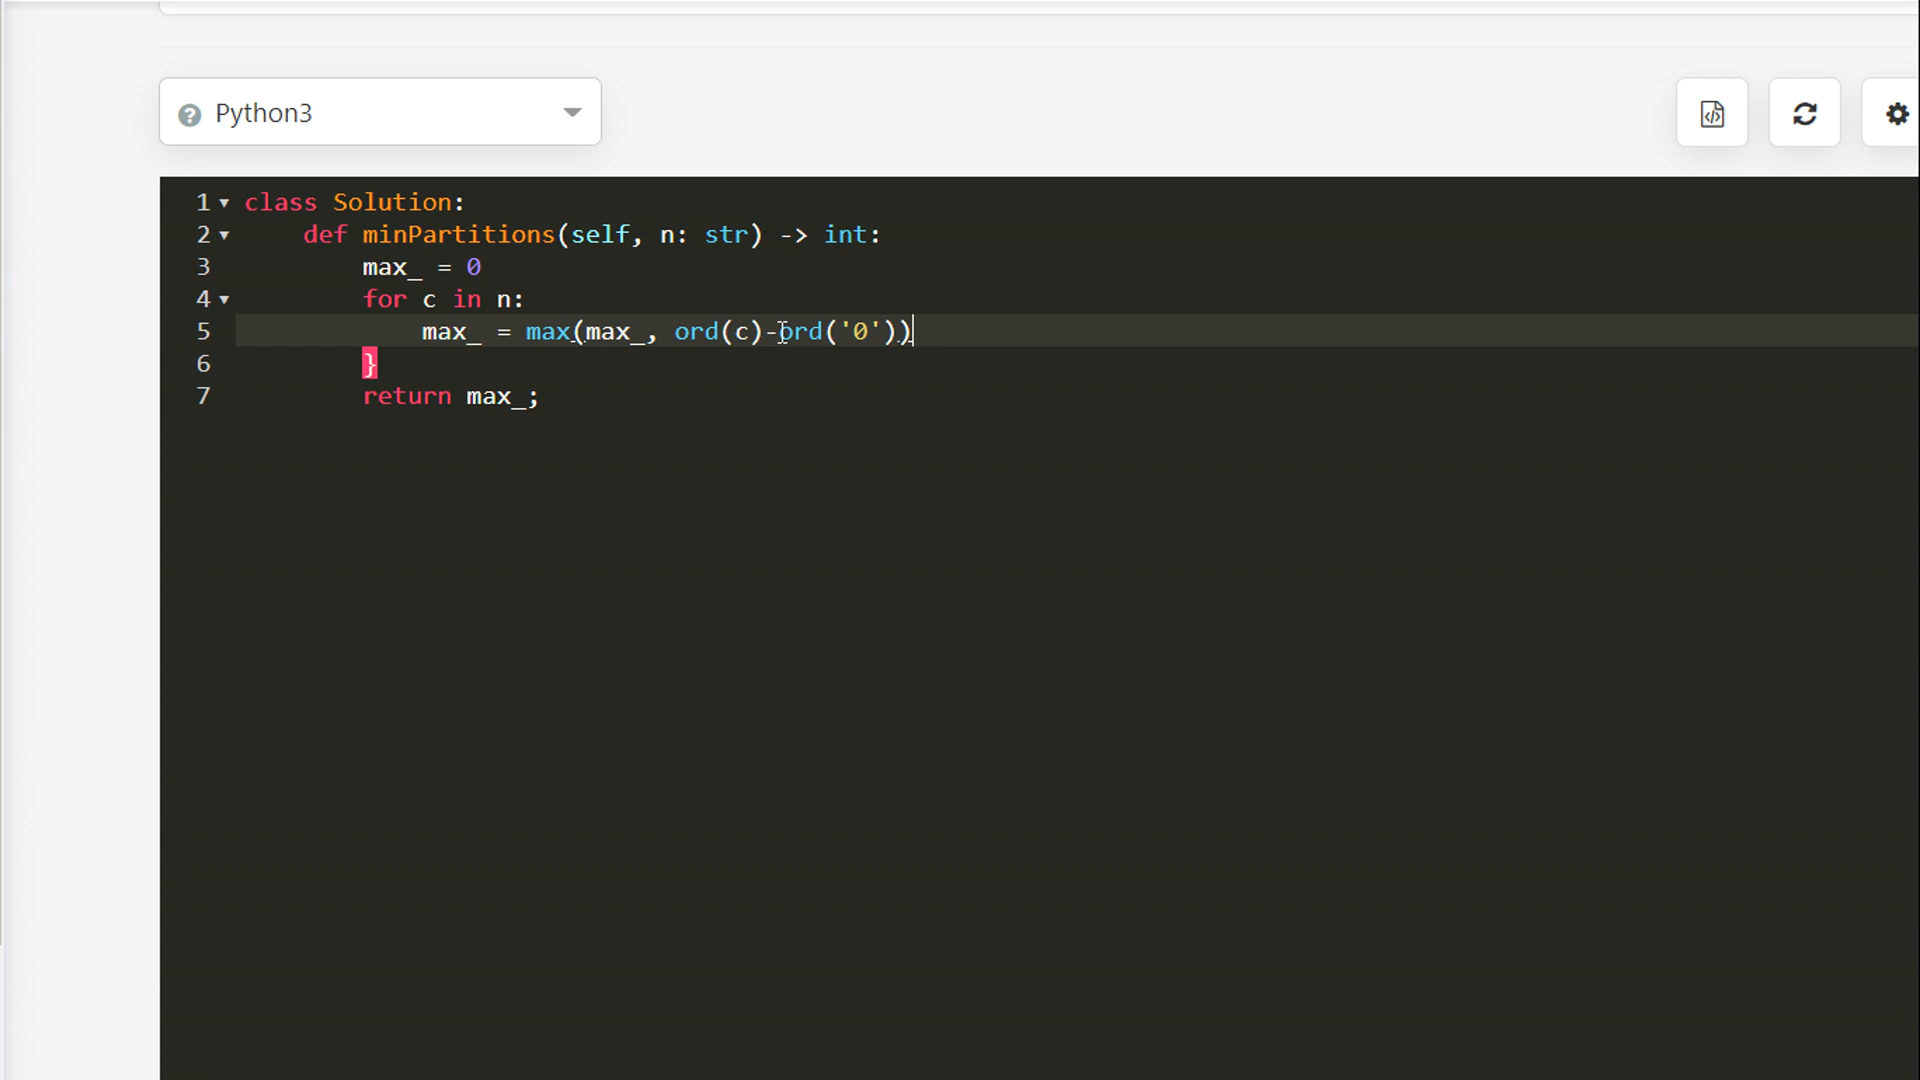 Python3
1 class Solution:
2     def minPartitions(self, n: str) -> int:
3         max_ = 0
4         for c in n:
5             max_ = max(max_, ord(c)-ord('0'))
6         }
7         return max_;